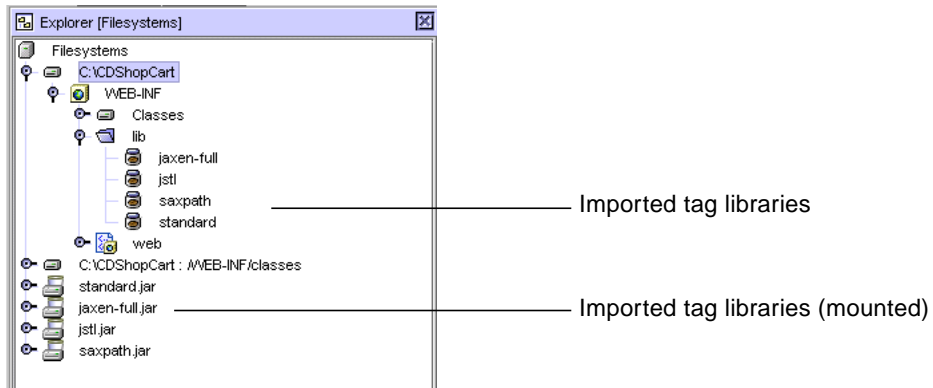 Explorer [Filesystems]
Filesystems
C:\CDShopCart
WEB-INF
Classes
lib
jaxen-full
jstl
saxpath
Imported tag libraries
standard
web
C:\CDShopCart : /WEB-INF/classes
standard.jar
jaxen-full.jar
Imported tag libraries (mounted)
jstl.jar
saxpath.jar